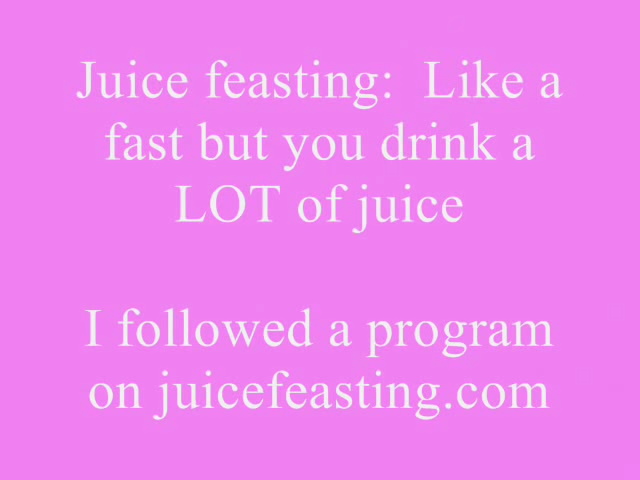 Juice feasting:  Like a
fast but you drink a
LOT of juice
I followed a program
on juicefeasting.com